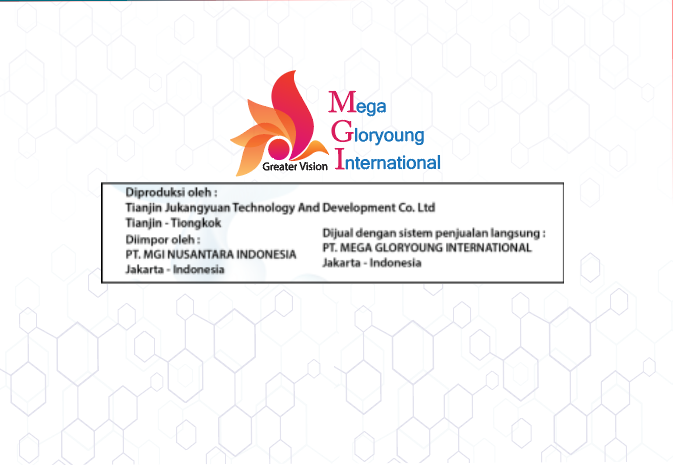 Mega
Gloryoung
International
Greater Vision
Diproduksi oleh :
Tianjin Jukangyuan Technology And Development Co. Ltd
Tianjin - Tiongkok
Diimpor oleh :
PT. MGI NUSANTARA INDONESIA
Jakarta - Indonesia
Dijual dengan sistem penjualan langsung :
PT. MEGA GLORYOUNG INTERNATIONAL
Jakarta - Indonesia